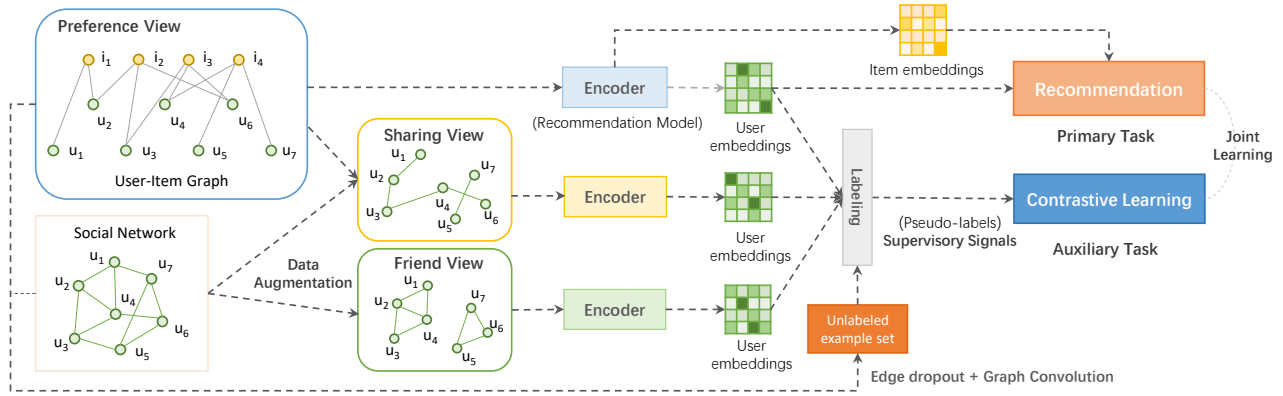 Preference View
i1 i2 i3 i4
u2 u4 u6
u1 u3 u5 u7
User-Item Graph
Social Network
u1
u7
u2
u4
u6
u3
u5
Data
Augmentation
Sharing View
u1
u7
u2
u4
u3
u6
u5
Friend View
u1
u7
u2
u4
u6
u3
u5
Encoder
(Recommendation Model)
Encoder
Encoder
User
embeddings
User
embeddings
User
embeddings
Item embeddings
Labeling
Unlabeled
example set
Edge dropout + Graph Convolution
(Pseudo-labels)
Supervisory Signals
Recommendation
Primary Task
Contrastive Learning
Auxiliary Task
Joint
Learning